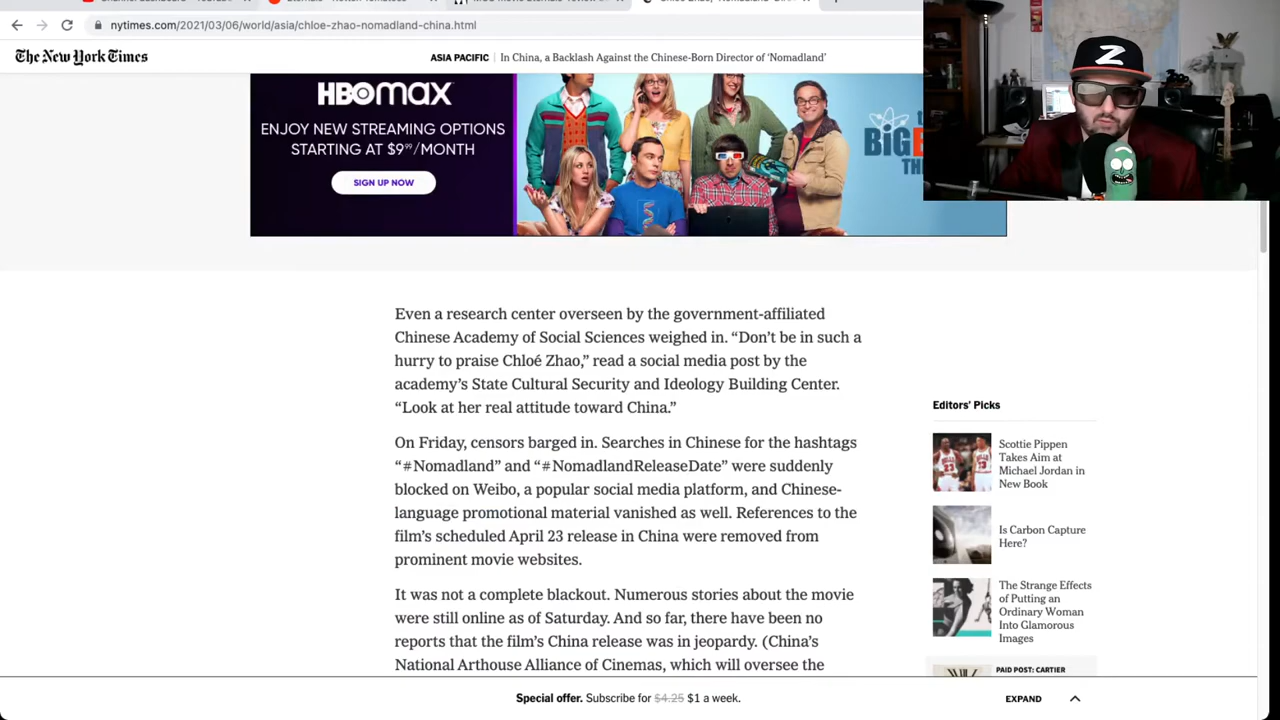 nytimes.com/2021/03/06/world/asia/chloe-zhao-nomadland-china.html
The New York Times
ASIA PACIFIC | In China, a Backlash Against the Chinese-Born Director of ‘Nomadland’
HBOMAX
ENJOY NEW STREAMING OPTIONS
STARTING AT $9⁹⁹/MONTH
SIGN UP NOW
Z
Even a research center overseen by the government-affiliated
Chinese Academy of Social Sciences weighed in. “Don’t be in such a
hurry to praise Chloé Zhao,” read a social media post by the
academy’s State Cultural Security and Ideology Building Center.
“Look at her real attitude toward China.”
On Friday, censors barged in. Searches in Chinese for the hashtags
“#Nomadland” and “#NomadlandReleaseDate” were suddenly
blocked on Weibo, a popular social media platform, and Chinese-
language promotional material vanished as well. References to the
film’s scheduled April 23 release in China were removed from
prominent movie websites.
It was not a complete blackout. Numerous stories about the movie
were still online as of Saturday. And so far, there have been no
reports that the film’s China release was in jeopardy. (China’s
National Arthouse Alliance of Cinemas, which will oversee the
Editors’ Picks
Scottie Pippen
Takes Aim at
Michael Jordan in
New Book
Is Carbon Capture
Here?
The Strange Effects
of Putting an
Ordinary Woman
Into Glamorous
Images
PAID POST: CARTIER
Special offer. Subscribe for $4.25 $1 a week.
EXPAND